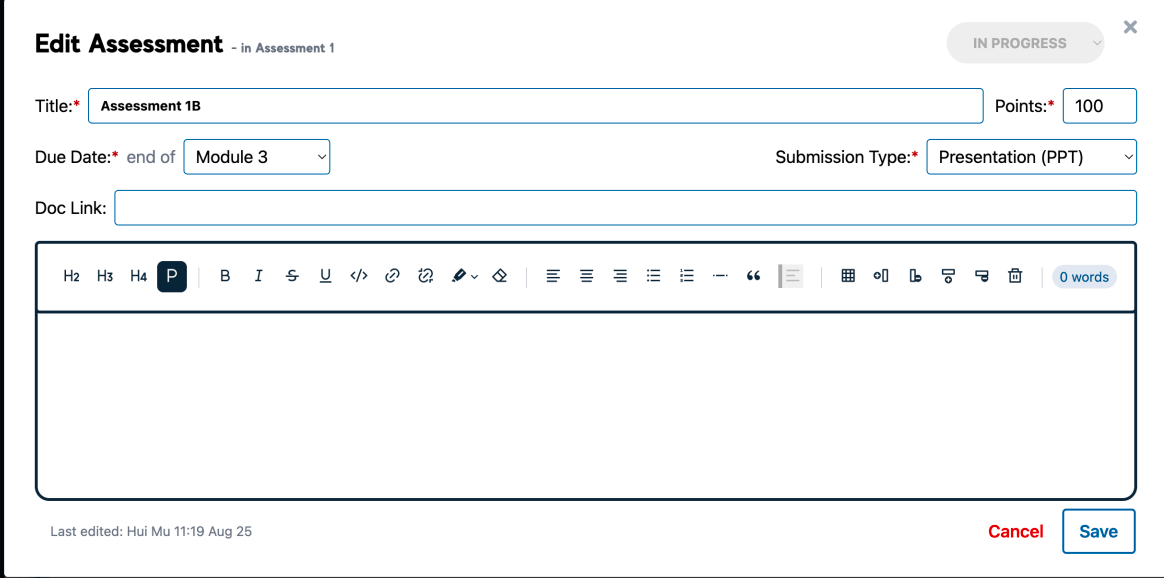 Edit Assessment - in Assessment 1
IN PROGRESS
Title:* Assessment 1B Points:* 100
Due Date:* end of Module 3 Submission Type:* Presentation (PPT)
Doc Link:
H2 H3 H4 P B I S U </> 0 words
Last edited: Hui Mu 11:19 Aug 25 Cancel Save